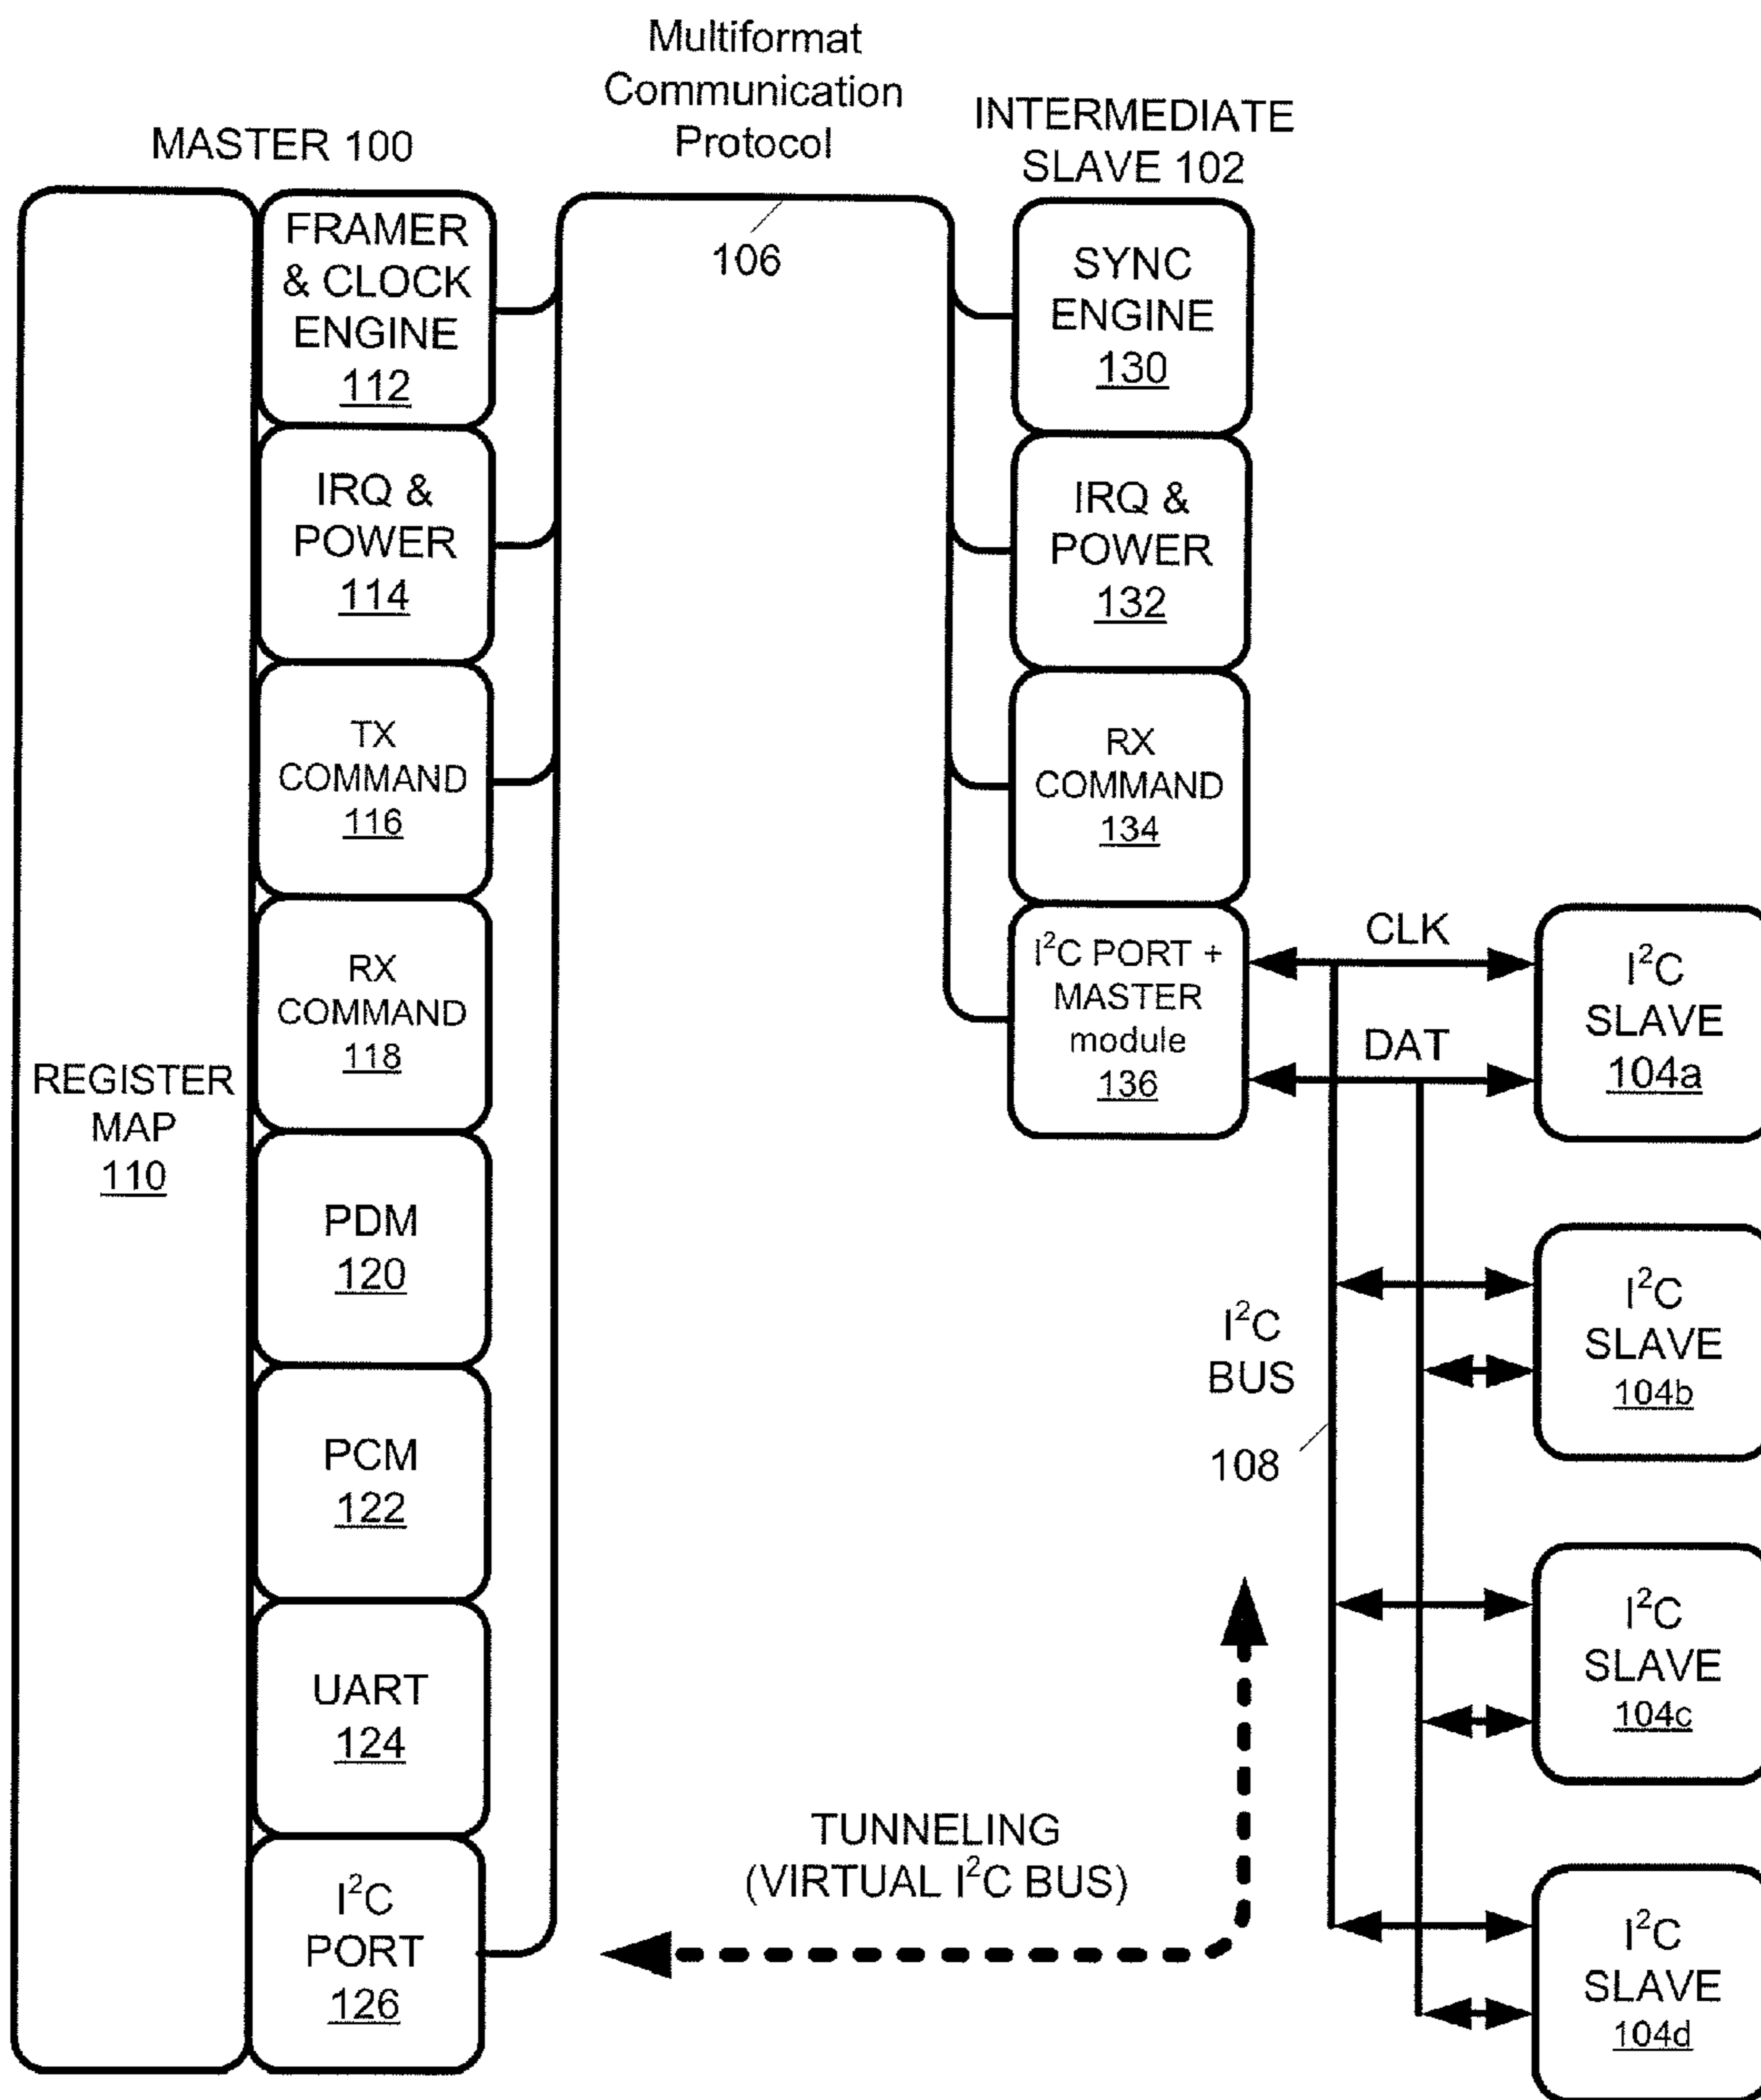 Multiformat
Communication
Protocol
MASTER 100
INTERMEDIATE
SLAVE 102
106
REGISTER
MAP
110
FRAMER
& CLOCK
ENGINE
112
IRQ &
POWER
114
TX
COMMAND
116
RX
COMMAND
118
PDM
120
PCM
122
UART
124
I²C
PORT
126
SYNC
ENGINE
130
IRQ &
POWER
132
RX
COMMAND
134
I²C PORT +
MASTER
module
136
CLK
DAT
I²C
SLAVE
104a
I²C
SLAVE
104b
I²C
BUS
108
I²C
SLAVE
104c
I²C
SLAVE
104d
TUNNELING
(VIRTUAL I²C BUS)